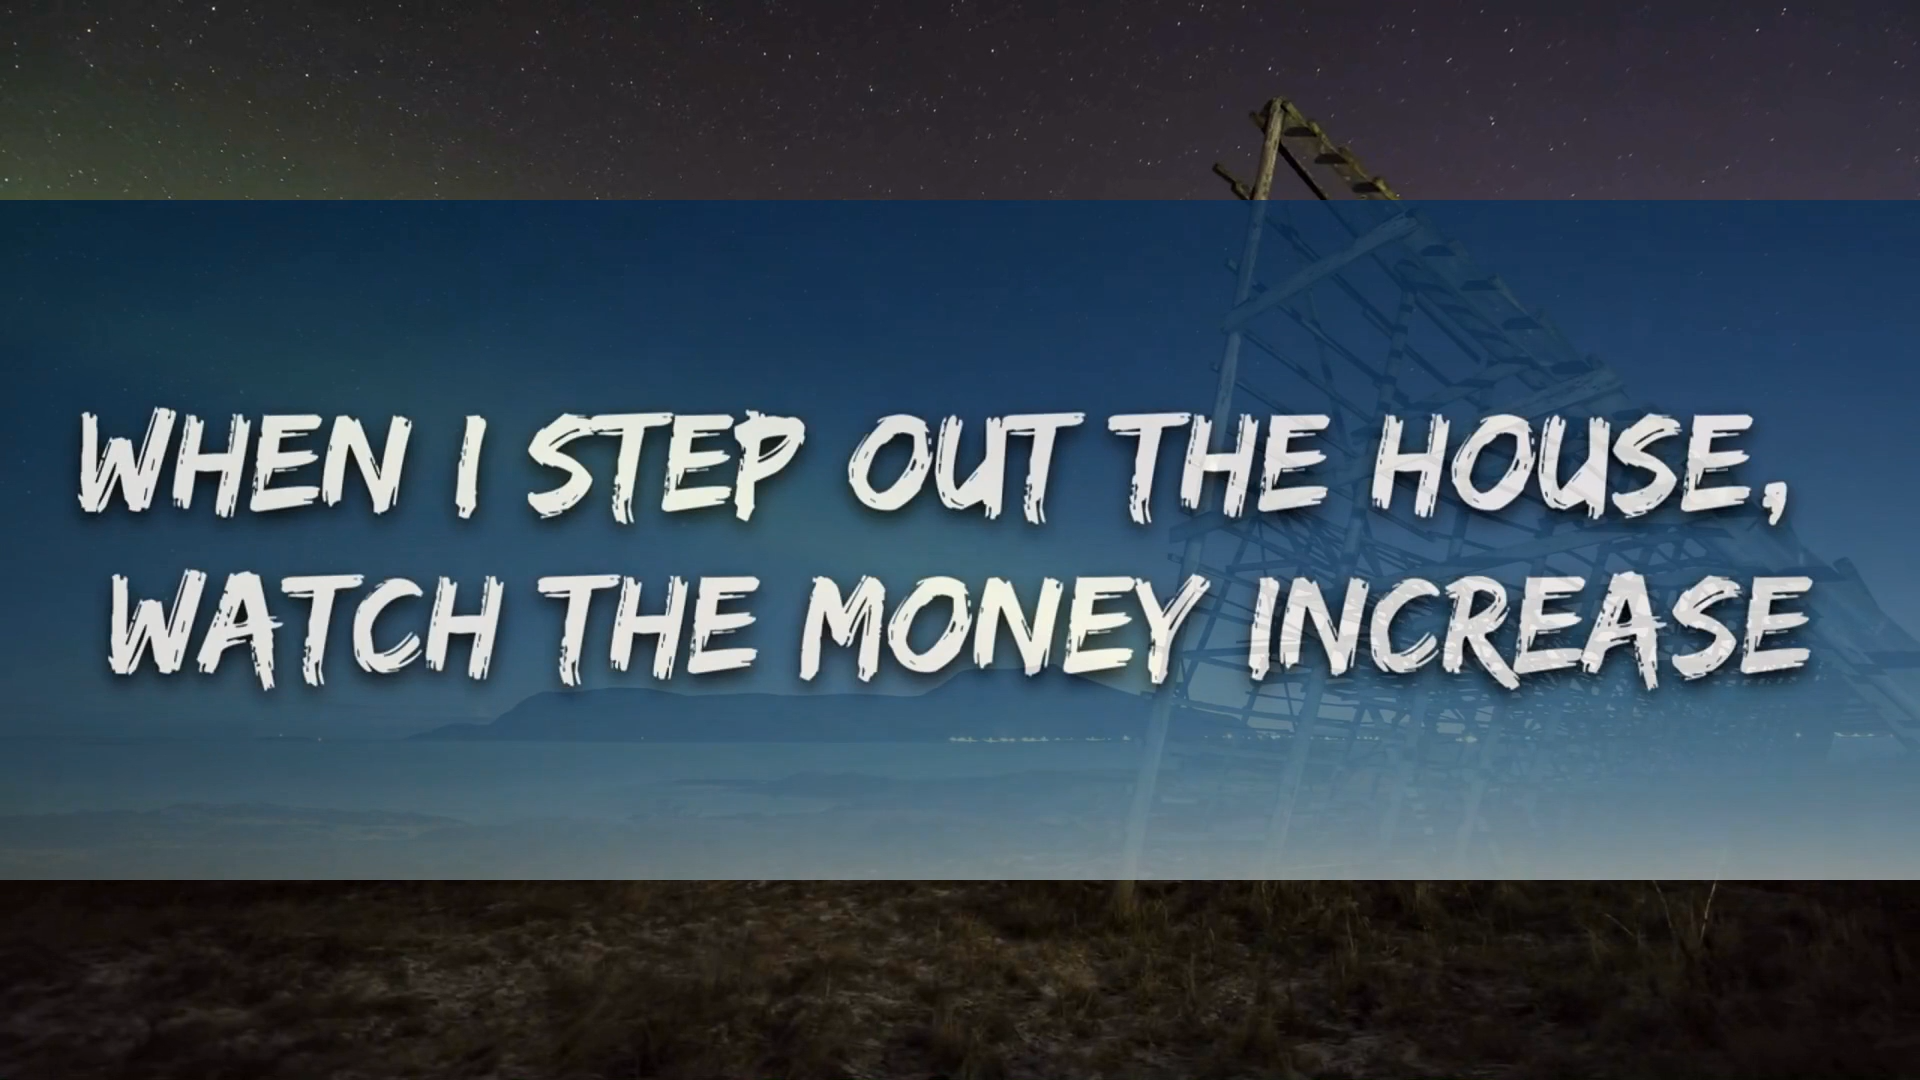 WHEN I STEP OUT THE HOUSE,
WATCH THE MONEY INCREASE